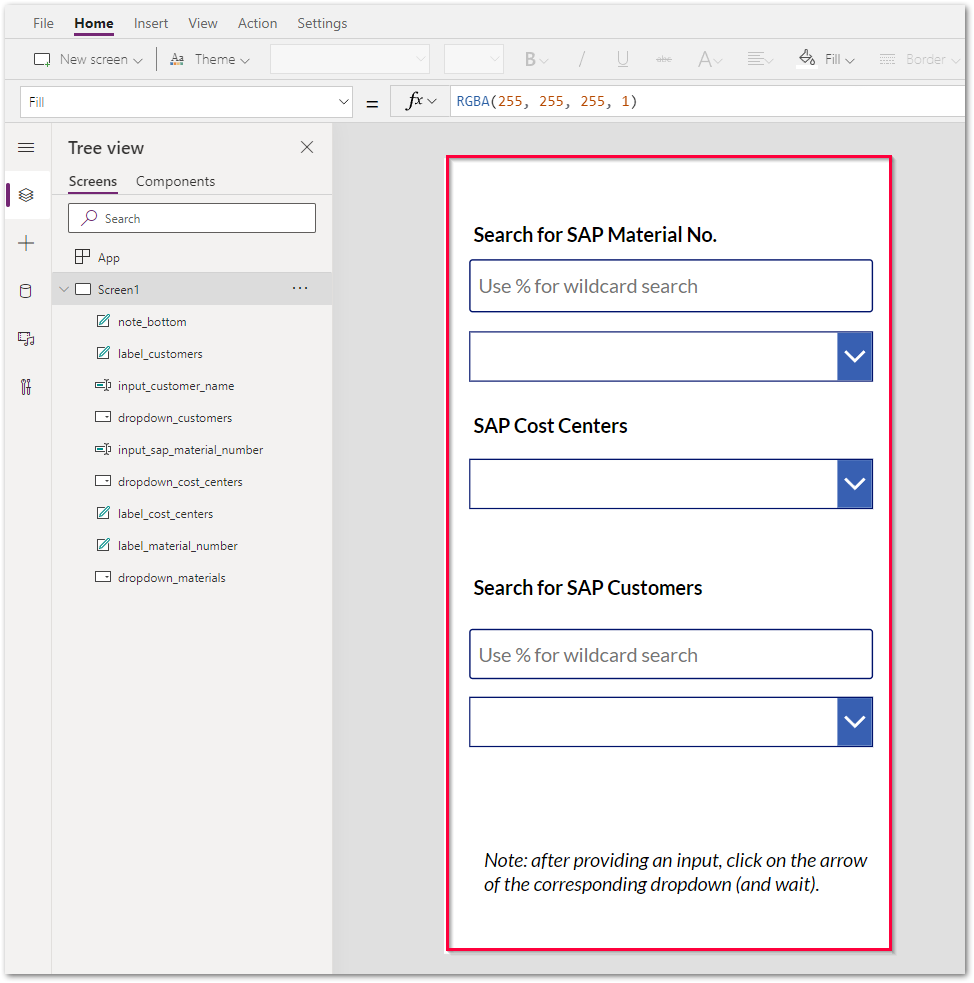 File Home Insert View Action Settings
New screen Aa Theme B / U abc A Fill Border
Fill = fx RGBA(255, 255, 255, 1)
Tree view
Screens Components
Search
App
Screen1 ...
note_bottom
label_customers
input_customer_name
dropdown_customers
input_sap_material_number
dropdown_cost_centers
label_cost_centers
label_material_number
dropdown_materials
Search for SAP Material No.
Use % for wildcard search
SAP Cost Centers
Search for SAP Customers
Use % for wildcard search
Note: after providing an input, click on the arrow
of the corresponding dropdown (and wait).